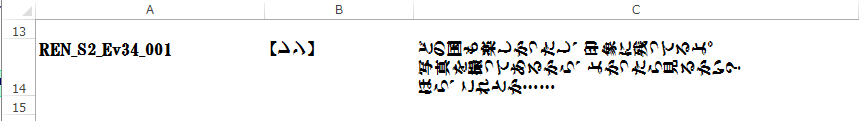 A B C
13
REN_S2_Ev34_001 【レン】 どの国も楽しかったし、印象に残ってるよ。
写真を撮ってあるから、よかったら見るかい？
14 ほら、これとか……
15